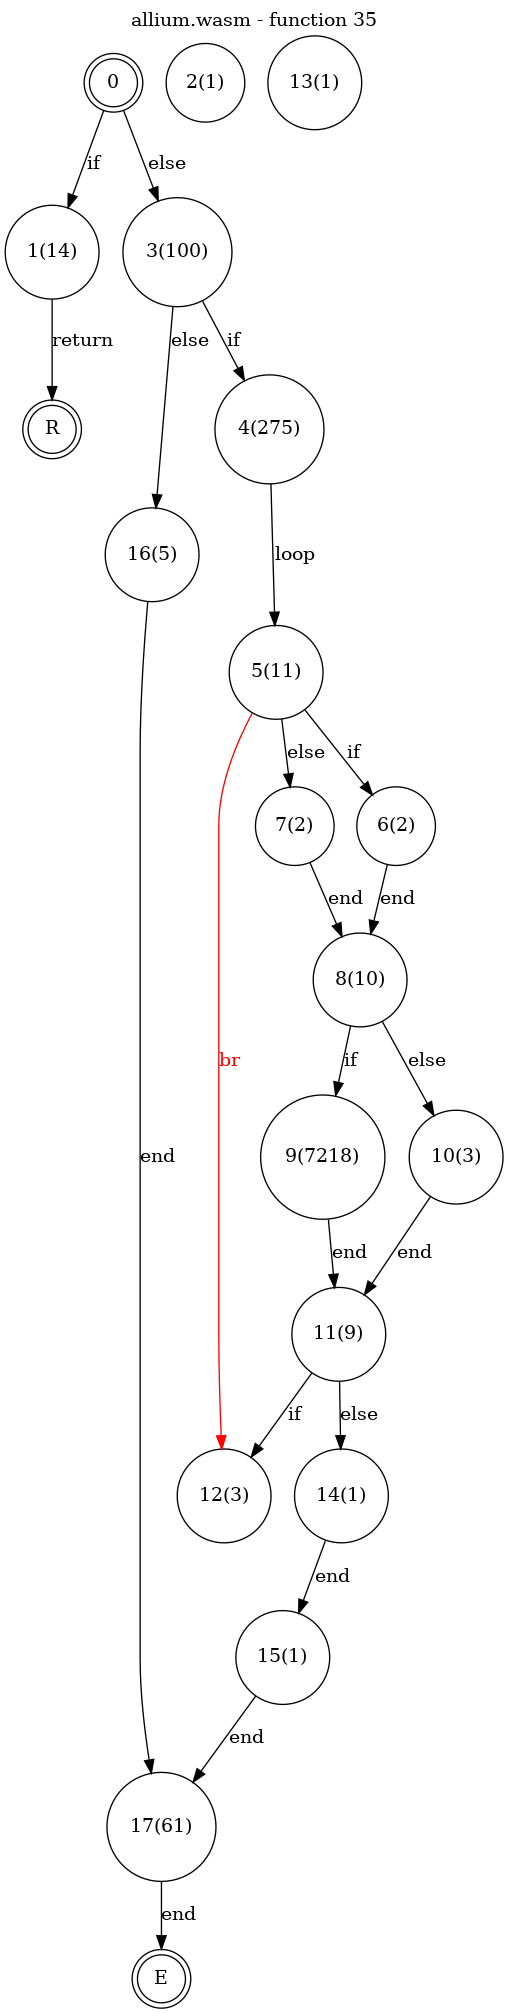 allium.wasm - function 35
0
2(1)
13(1)
if
else
1(14)
3(100)
return
else
if
R
4(275)
16(5)
loop
5(11)
else
if
7(2)
6(2)
end
end
8(10)
br
if
else
end
9(7218)
10(3)
end
end
11(9)
if
else
12(3)
14(1)
end
15(1)
end
17(61)
end
E